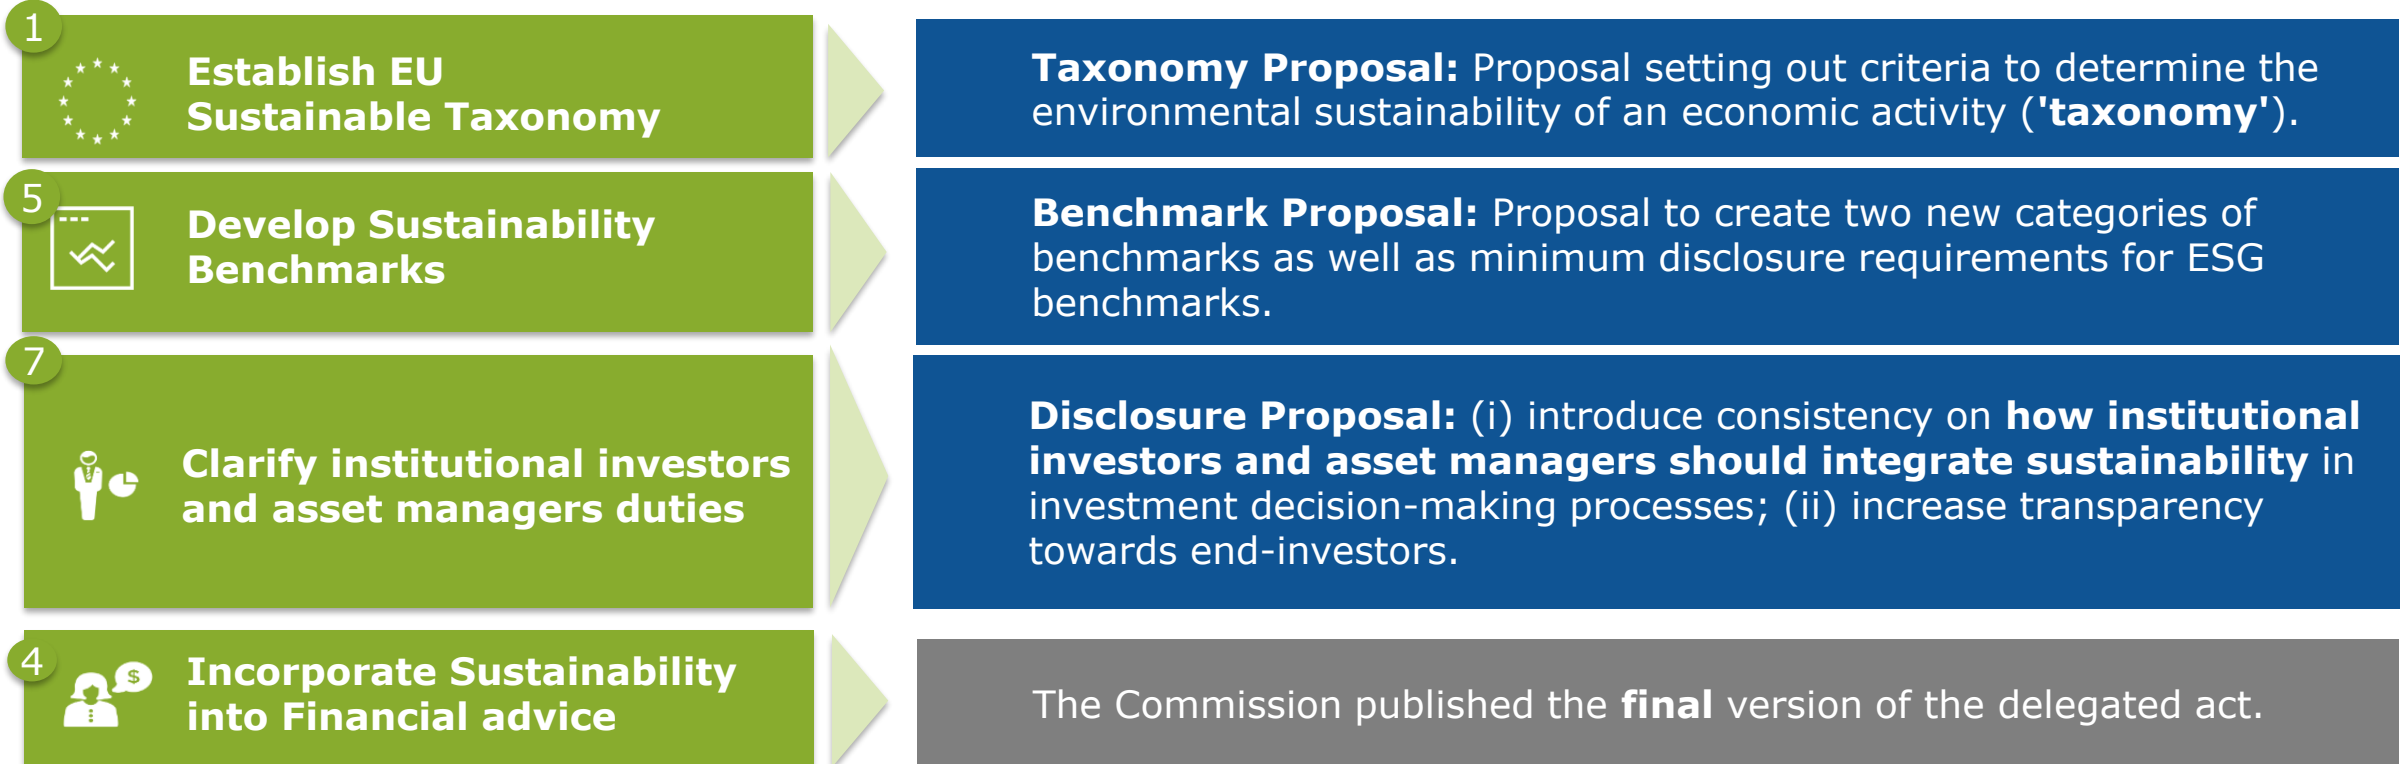 1
Establish EU
Sustainable Taxonomy
Taxonomy Proposal: Proposal setting out criteria to determine the
environmental sustainability of an economic activity ('taxonomy').
5
Develop Sustainability
Benchmarks
Benchmark Proposal: Proposal to create two new categories of
benchmarks as well as minimum disclosure requirements for ESG
benchmarks.
7
Clarify institutional investors
and asset managers duties
Disclosure Proposal: (i) introduce consistency on how institutional
investors and asset managers should integrate sustainability in
investment decision-making processes; (ii) increase transparency
towards end-investors.
4
$
Incorporate Sustainability
into Financial advice
The Commission published the final version of the delegated act.